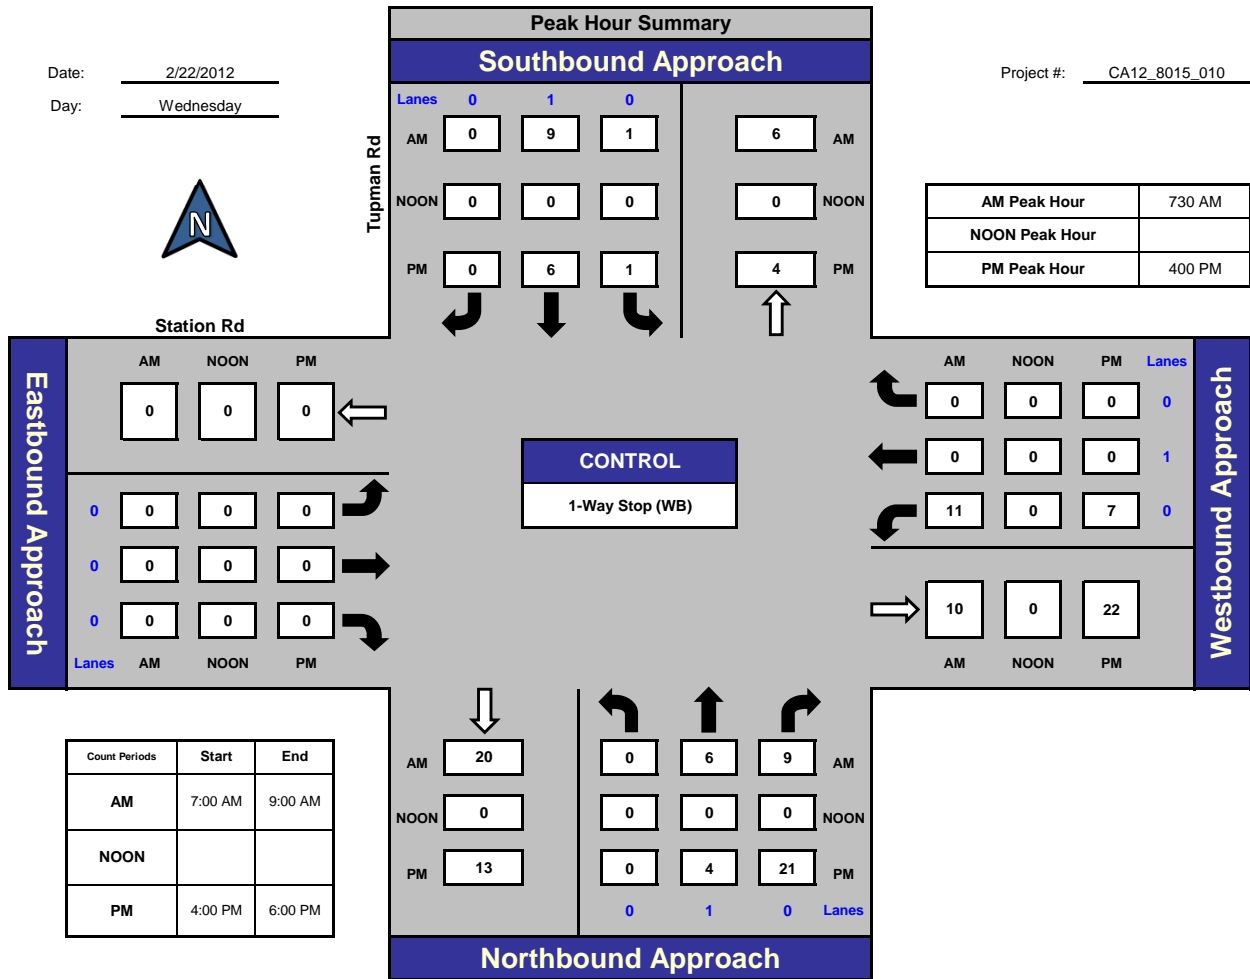 Peak Hour Summary
Southbound Approach
Date: 2/22/2012
Project #: CA12_8015_010
Day: Wednesday
Lanes 0 1 0
AM 0 9 1 6 AM
Tupman Rd
NOON 0 0 0 0 NOON
PM 0 6 1 4 PM
N
AM Peak Hour 730 AM
NOON Peak Hour
PM Peak Hour 400 PM
Station Rd
Eastbound Approach
AM NOON PM
0 0 0
0 0 0 0
0 0 0 0
0 0 0 0
Lanes AM NOON PM
CONTROL
1-Way Stop (WB)
AM NOON PM Lanes
0 0 0 0
0 0 0 1
11 0 7 0
10 0 22
AM NOON PM
Westbound Approach
Count Periods Start End
AM 7:00 AM 9:00 AM
NOON
PM 4:00 PM 6:00 PM
AM 20 0 6 9 AM
NOON 0 0 0 0 NOON
PM 13 0 4 21 PM
0 1 0 Lanes
Northbound Approach